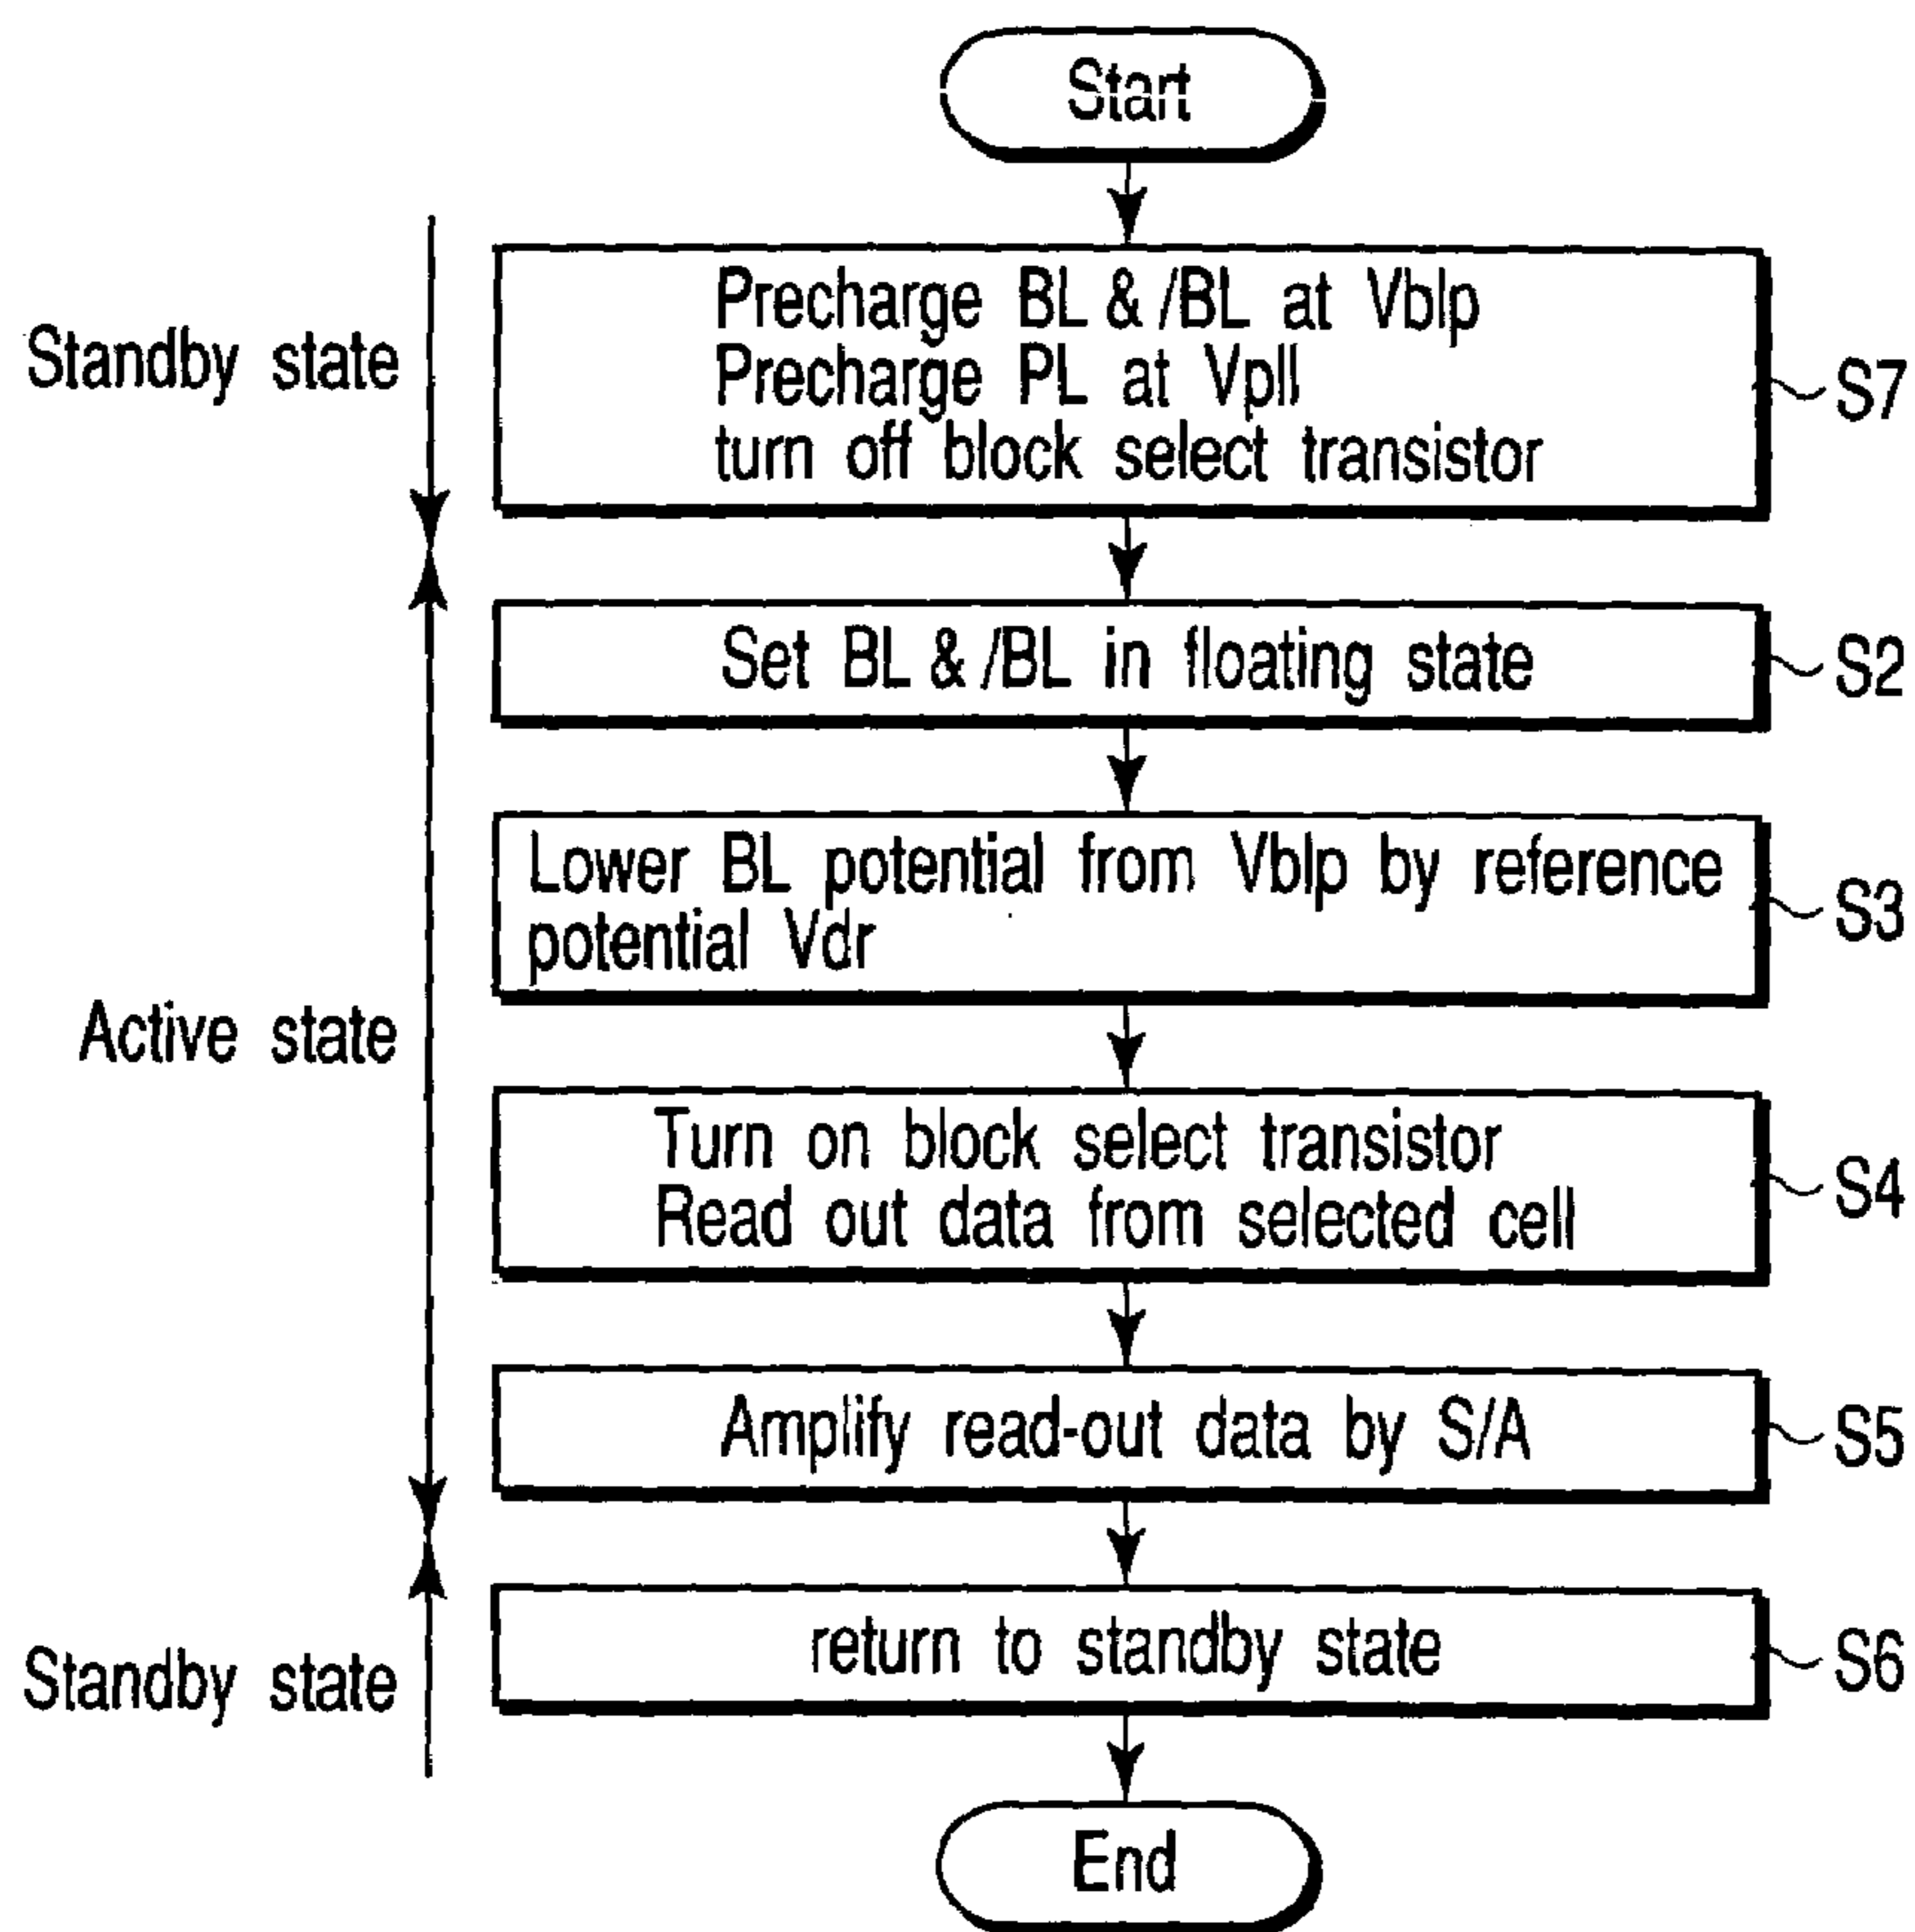 Start
Standby state
Precharge BL & /BL at Vblp
Precharge PL at Vpll
turn off block select transistor
S7
Set BL & /BL in floating state
S2
Lower BL potential from Vblp by reference
potential Vdr
S3
Active state
Turn on block select transistor
Read out data from selected cell
S4
Amplify read-out data by S/A
S5
Standby state
return to standby state
S6
End